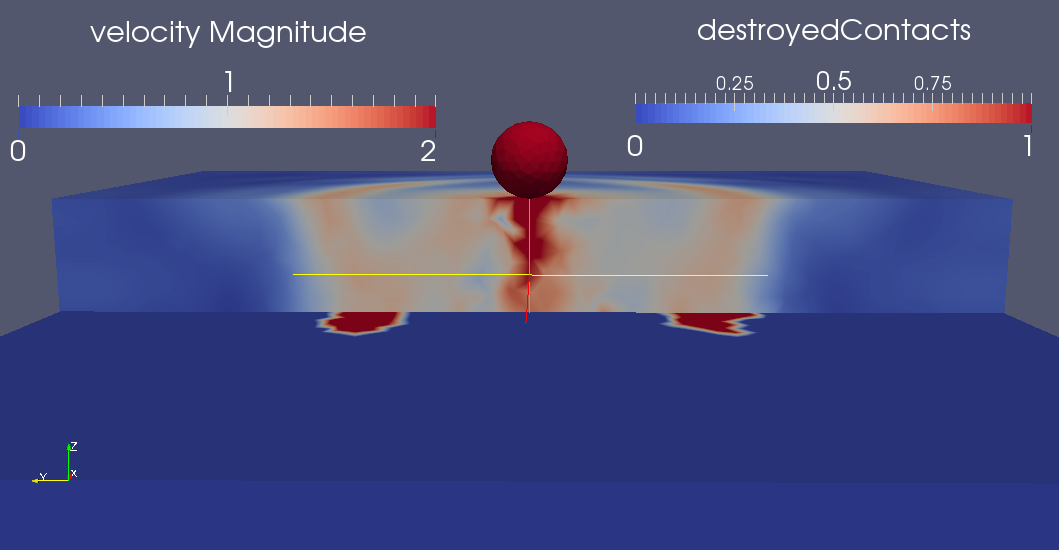 velocity Magnitude
1
0 2
destroyedContacts
0.25 0.5 0.75
0 1
Z
Y X